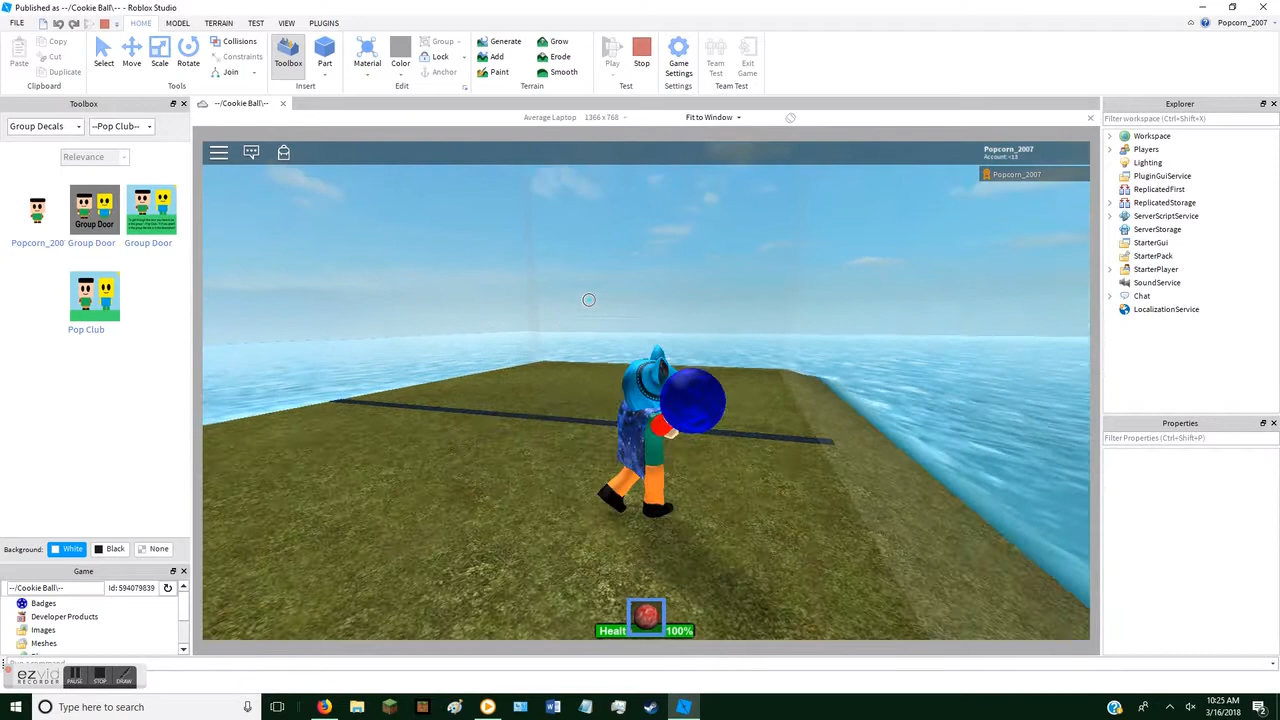 Published as --/Cookie Ball\-- - Roblox Studio
FILE HOME MODEL TERRAIN TEST VIEW PLUGINS Popcorn_2007
Paste Copy Cut Duplicate Select Move Scale Rotate Collisions Constraints Join Toolbox Part Material Color Group Lock Anchor Generate Add Paint Grow Erode Smooth Play Stop Game Settings Team Test Exit Game
Clipboard Tools Insert Edit Terrain Test Settings Team Test
Toolbox
--/Cookie Ball\--
Explorer
Average Laptop 1366 x 768 Fit to Window
Filter workspace (Ctrl+Shift+X)
Group Decals --Pop Club--
Relevance
Group Door
Popcorn_200 Group Door Group Door
Pop Club
Popcorn_2007
Account: <13
Popcorn_2007
Workspace
Players
Lighting
PluginGuiService
ReplicatedFirst
ReplicatedStorage
ServerScriptService
ServerStorage
StarterGui
StarterPack
StarterPlayer
SoundService
Chat
LocalizationService
Properties
Filter Properties (Ctrl+Shift+P)
Background: White Black None
Game
--/Cookie Ball\-- Id: 594079839
Badges
Developer Products
Images
Meshes
Healt 100%
ezvid
RECORDER
PAUSE STOP DRAW
Type here to search
10:25 AM
3/16/2018
2